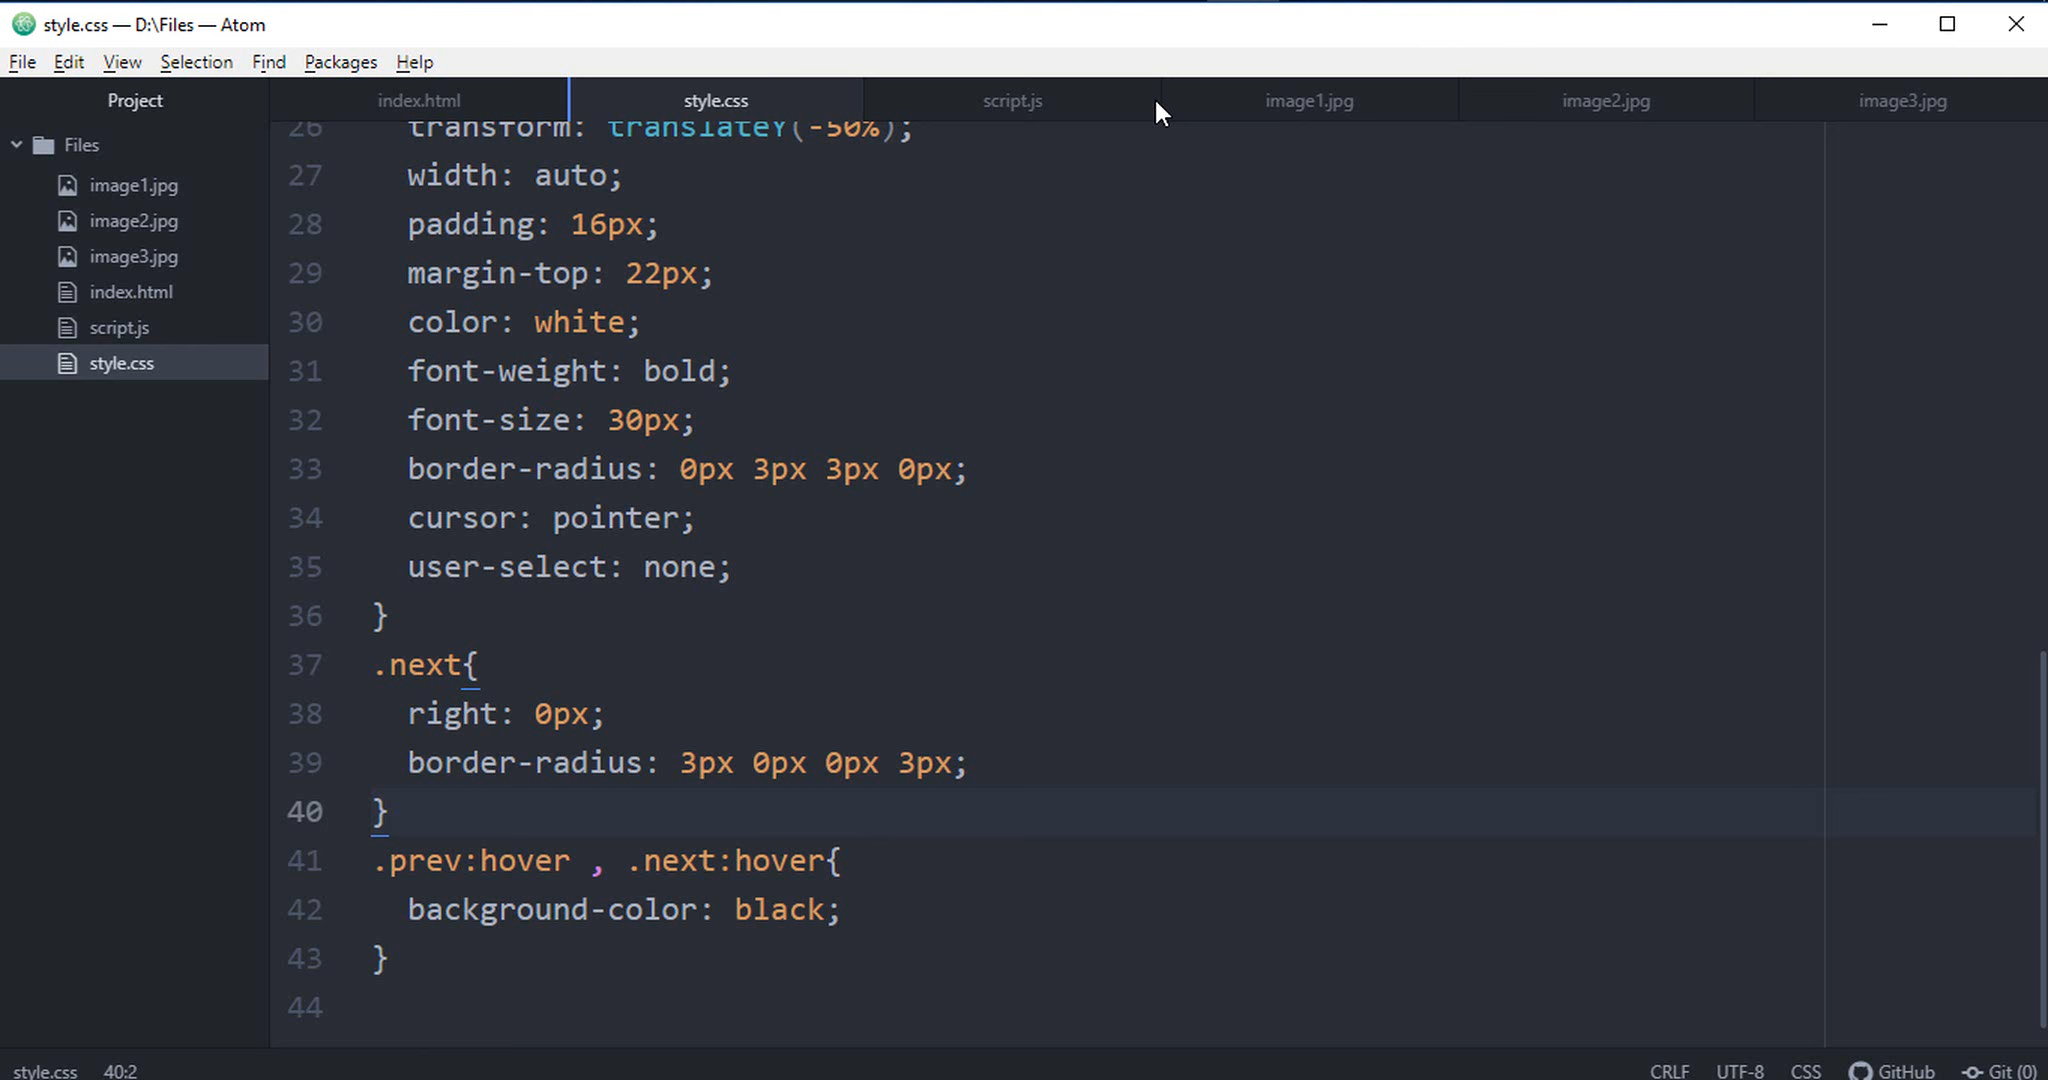 style.css — D:\Files — Atom
File Edit View Selection Find Packages Help
Project
index.html style.css script.js image1.jpg image2.jpg image3.jpg
Files
image1.jpg
image2.jpg
image3.jpg
index.html
script.js
style.css
26 transform: translateY(-50%);
27 width: auto;
28 padding: 16px;
29 margin-top: 22px;
30 color: white;
31 font-weight: bold;
32 font-size: 30px;
33 border-radius: 0px 3px 3px 0px;
34 cursor: pointer;
35 user-select: none;
36 }
37 .next{
38 right: 0px;
39 border-radius: 3px 0px 0px 3px;
40 }
41 .prev:hover , .next:hover{
42 background-color: black;
43 }
44
style.css 40:2 CRLF UTF-8 CSS GitHub Git (0)